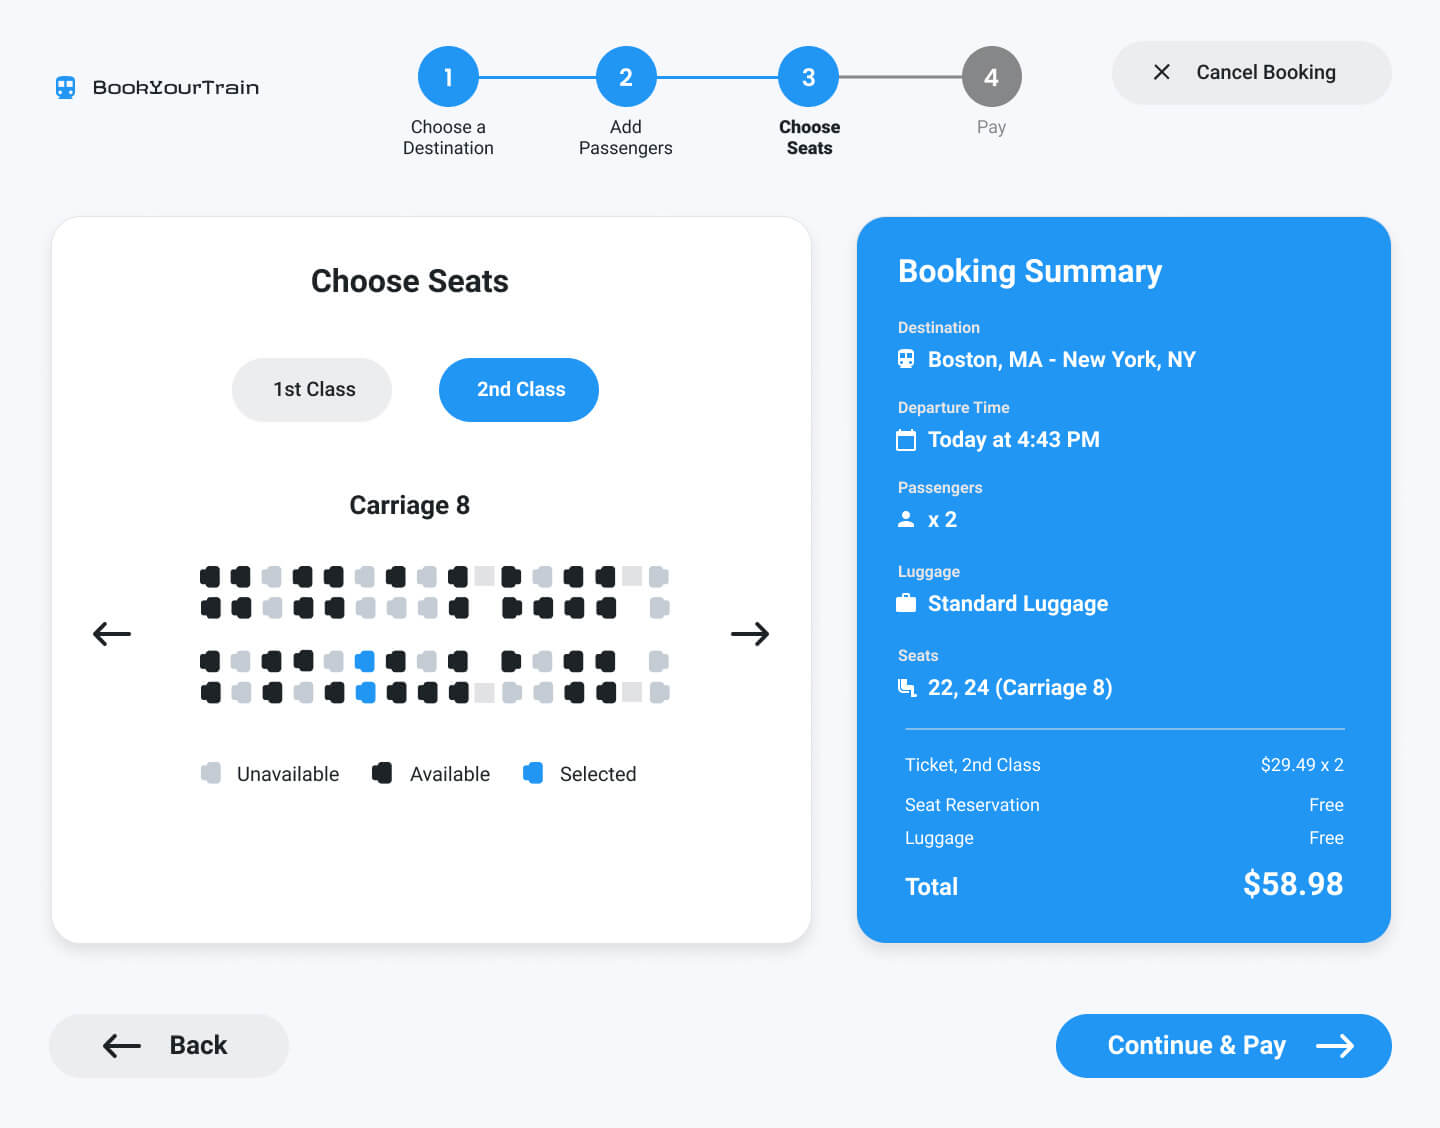 BookYourTrain
1
2
3
4
Choose a
Destination
Add
Passengers
Choose
Seats
Pay
Cancel Booking
Choose Seats
1st Class
2nd Class
Carriage 8
Unavailable
Available
Selected
Booking Summary
Destination
Boston, MA - New York, NY
Departure Time
Today at 4:43 PM
Passengers
x 2
Luggage
Standard Luggage
Seats
22, 24 (Carriage 8)
Ticket, 2nd Class
$29.49 x 2
Seat Reservation
Free
Luggage
Free
Total
$58.98
Back
Continue & Pay